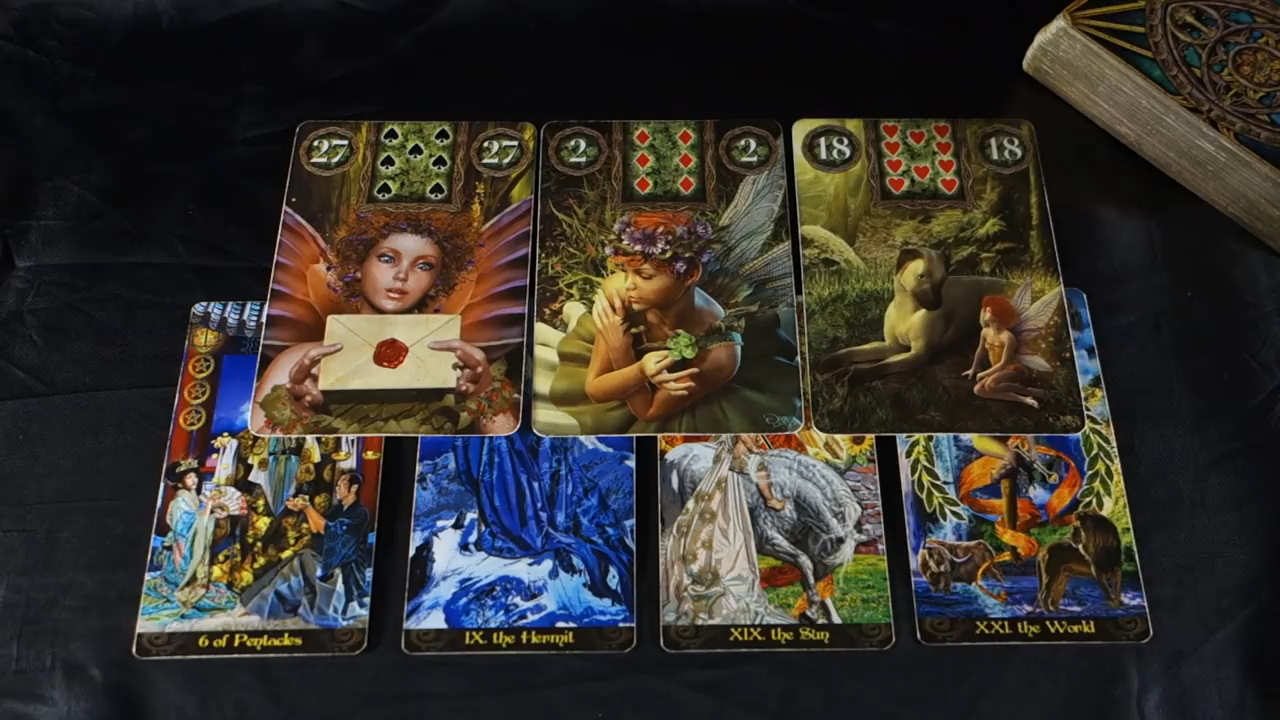 27 27
2 2
18 18
6 of Pentacles
IX. the Hermit
XIX. the Sun
XXI. the World